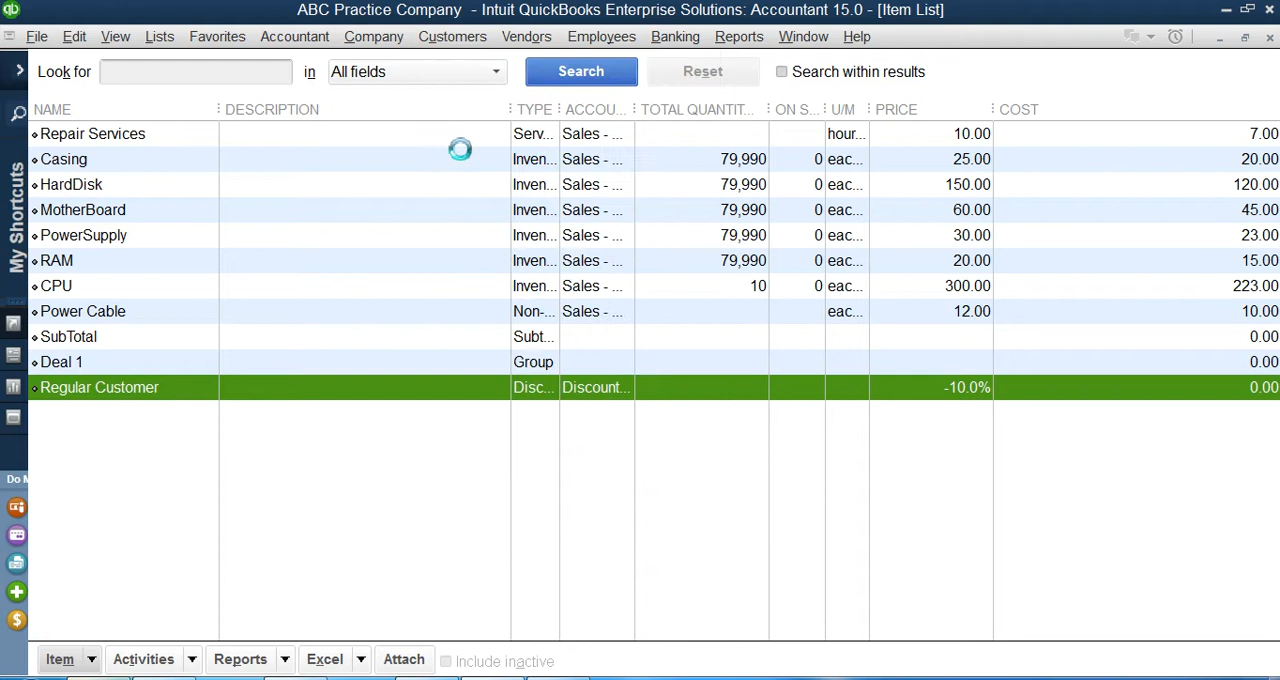 qb ABC Practice Company - Intuit QuickBooks Enterprise Solutions: Accountant 15.0 - [Item List]
File Edit View Lists Favorites Accountant Company Customers Vendors Employees Banking Reports Window Help
Look for in All fields Search Reset Search within results
NAME DESCRIPTION TYPE ACCOU... TOTAL QUANTIT... ON S... U/M PRICE COST
Repair Services Serv... Sales - ... hour... 10.00 7.00
Casing Inven... Sales - ... 79,990 0 eac... 25.00 20.00
HardDisk Inven... Sales - ... 79,990 0 eac... 150.00 120.00
MotherBoard Inven... Sales - ... 79,990 0 eac... 60.00 45.00
PowerSupply Inven... Sales - ... 79,990 0 eac... 30.00 23.00
RAM Inven... Sales - ... 79,990 0 eac... 20.00 15.00
CPU Inven... Sales - ... 10 0 eac... 300.00 223.00
Power Cable Non-... Sales - ... eac... 12.00 10.00
SubTotal Subt... 0.00
Deal 1 Group 0.00
Regular Customer Disc... Discount... -10.0% 0.00
My Shortcuts
Do M
$
Item Activities Reports Excel Attach Include inactive